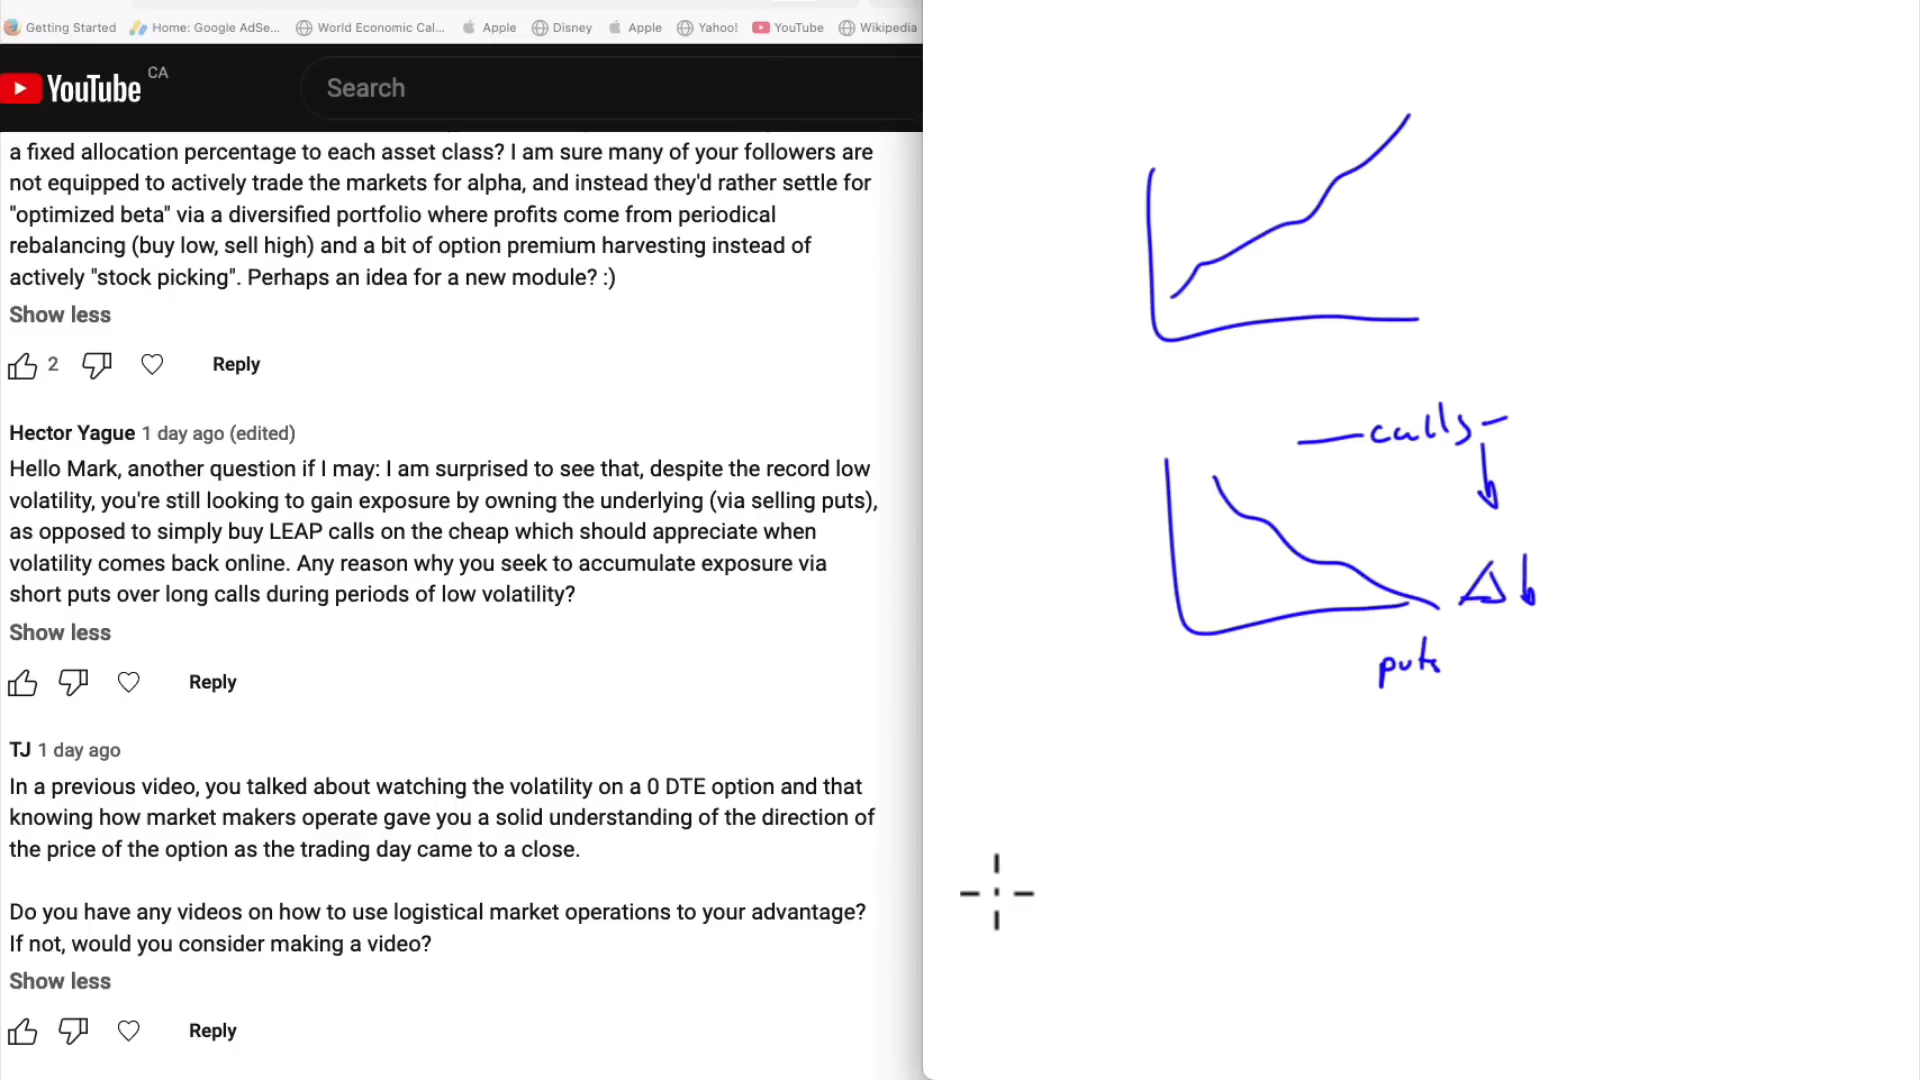 Getting Started
Home: Google AdSe...
World Economic Cal...
Apple
Disney
Apple
Yahoo!
YouTube
Wikipedia
YouTube CA
Search
a fixed allocation percentage to each asset class? I am sure many of your followers are
not equipped to actively trade the markets for alpha, and instead they'd rather settle for
"optimized beta" via a diversified portfolio where profits come from periodical
rebalancing (buy low, sell high) and a bit of option premium harvesting instead of
actively "stock picking". Perhaps an idea for a new module? :)
Show less
2
Reply
Hector Yague 1 day ago (edited)
Hello Mark, another question if I may: I am surprised to see that, despite the record low
volatility, you're still looking to gain exposure by owning the underlying (via selling puts),
as opposed to simply buy LEAP calls on the cheap which should appreciate when
volatility comes back online. Any reason why you seek to accumulate exposure via
short puts over long calls during periods of low volatility?
Show less
Reply
TJ 1 day ago
In a previous video, you talked about watching the volatility on a 0 DTE option and that
knowing how market makers operate gave you a solid understanding of the direction of
the price of the option as the trading day came to a close.
Do you have any videos on how to use logistical market operations to your advantage?
If not, would you consider making a video?
Show less
Reply
calls
Δ
puts